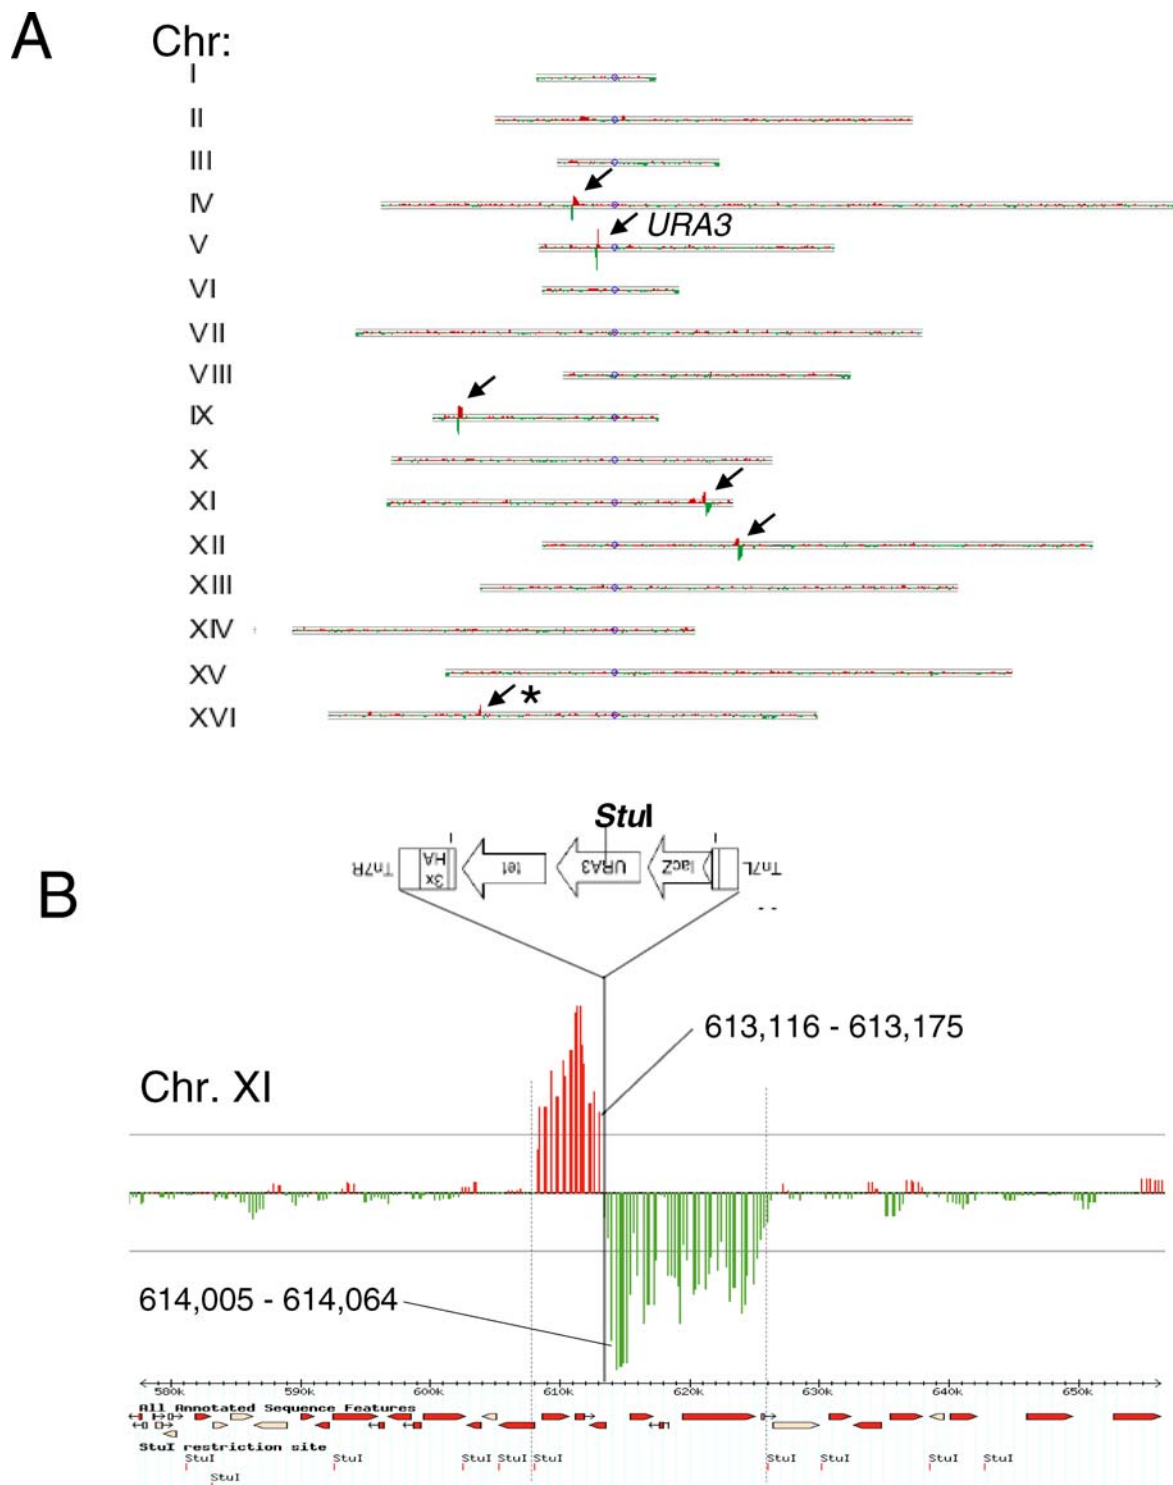 A
Chr:
I
II
III
IV
URA3
V
VI
VII
VIII
IX
X
XI
XII
XIII
XIV
XV
*
XVI
StuI
Tn7R
3x HA
tet
URA3
lacZ
Tn7L
B
- -
613,116 - 613,175
Chr. XI
614,005 - 614,064
580k 590k 600k 610k 620k 630k 640k 650k
All Annotated Sequence Features
StuI restriction site
StuI StuI StuI StuI StuI StuI StuI StuI StuI
StuI